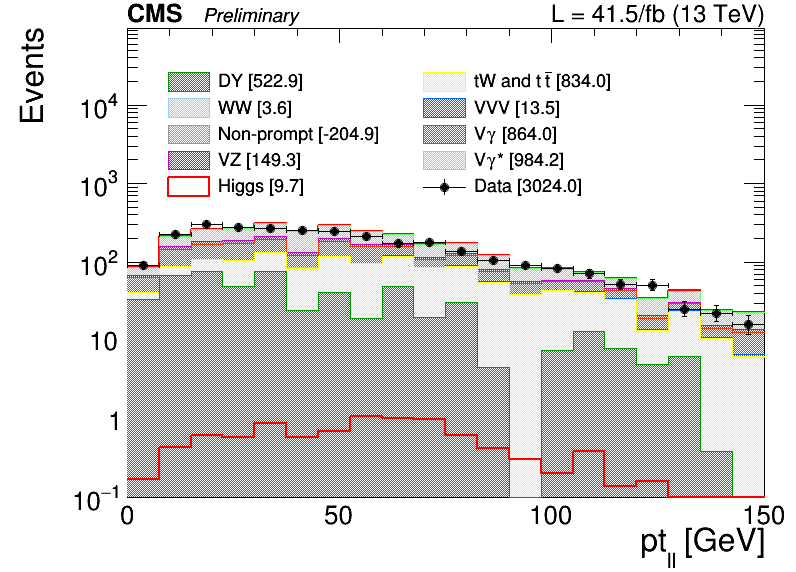 CMS Preliminary L = 41.5/fb (13 TeV)
Events
DY [522.9] tW and tt̅ [834.0]
WW [3.6] VVV [13.5]
Non-prompt [-204.9] Vγ [864.0]
VZ [149.3] Vγ* [984.2]
Higgs [9.7] Data [3024.0]
10⁴
10³
10²
10
1
10⁻¹
0 50 100 150
pt_ll [GeV]